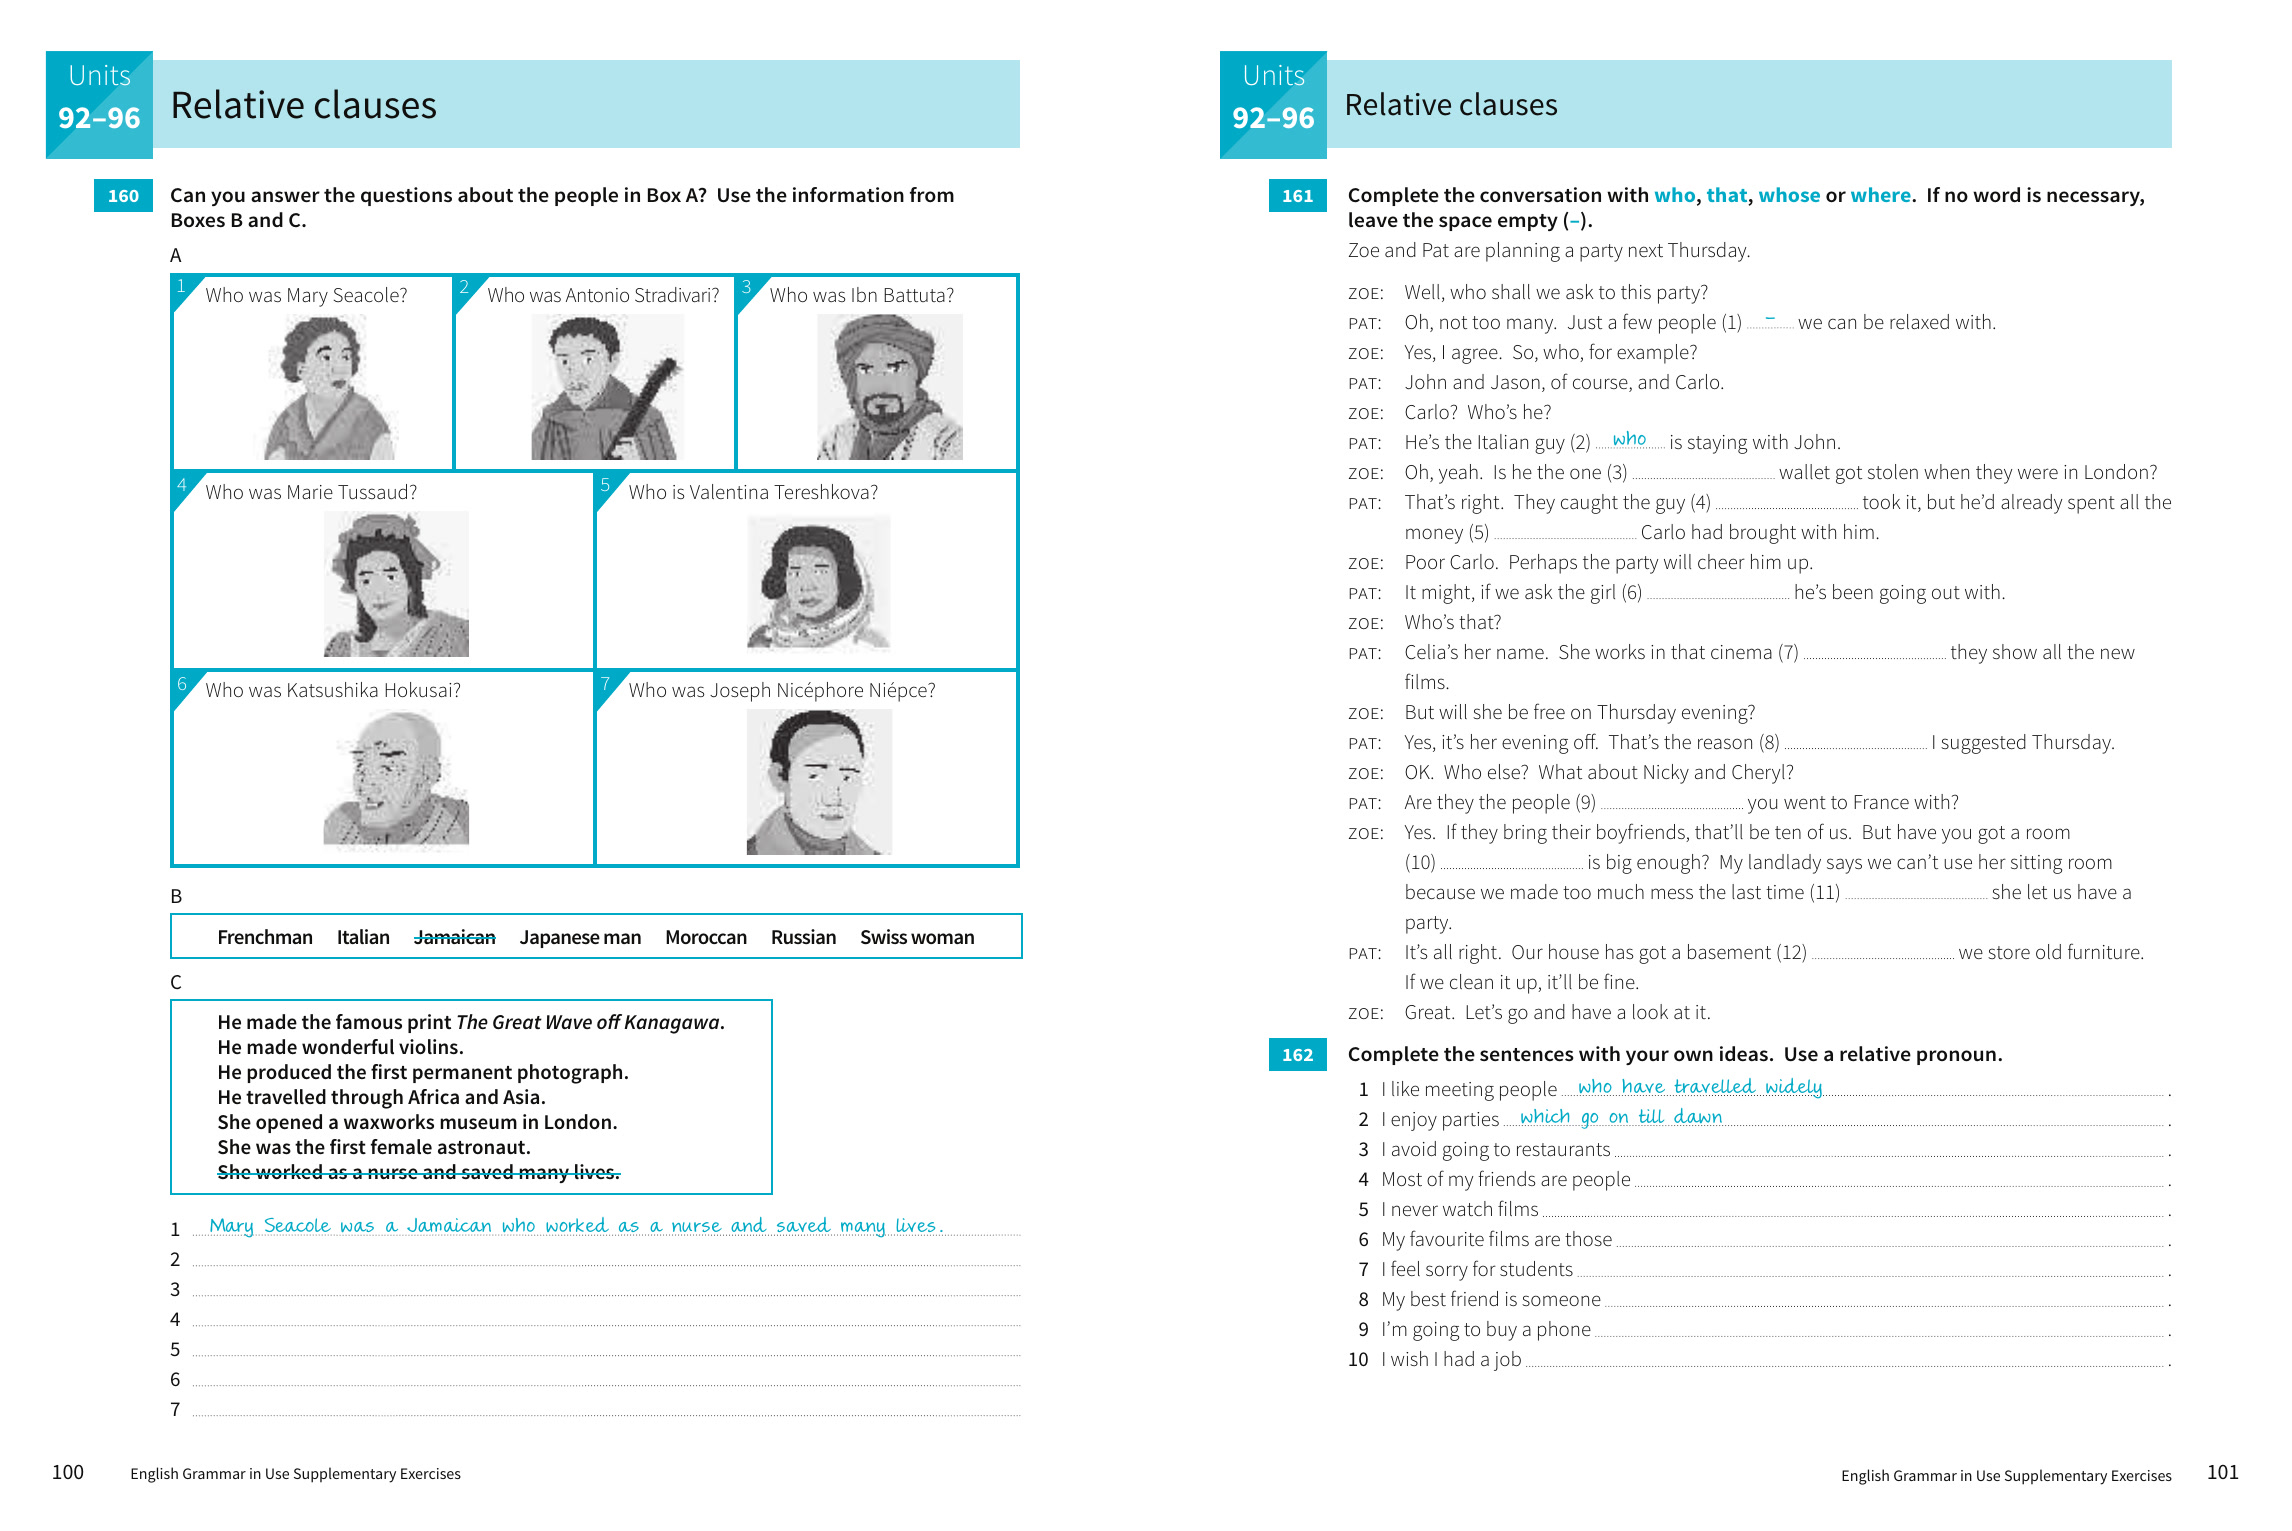 Units
92–96
Relative clauses
160
Can you answer the questions about the people in Box A? Use the information from
Boxes B and C.
A
1 Who was Mary Seacole?
2 Who was Antonio Stradivari?
3 Who was Ibn Battuta?
4 Who was Marie Tussaud?
5 Who is Valentina Tereshkova?
6 Who was Katsushika Hokusai?
7 Who was Joseph Nicéphore Niépce?
B
Frenchman Italian Jamaican Japanese man Moroccan Russian Swiss woman
C
He made the famous print The Great Wave off Kanagawa.
He made wonderful violins.
He produced the first permanent photograph.
He travelled through Africa and Asia.
She opened a waxworks museum in London.
She was the first female astronaut.
She worked as a nurse and saved many lives.
1 Mary Seacole was a Jamaican who worked as a nurse and saved many lives.
2
3
4
5
6
7
100 English Grammar in Use Supplementary Exercises
Units
92–96
Relative clauses
161
Complete the conversation with who, that, whose or where. If no word is necessary,
leave the space empty (–).
Zoe and Pat are planning a party next Thursday.
ZOE: Well, who shall we ask to this party?
PAT: Oh, not too many. Just a few people (1) – we can be relaxed with.
ZOE: Yes, I agree. So, who, for example?
PAT: John and Jason, of course, and Carlo.
ZOE: Carlo? Who's he?
PAT: He's the Italian guy (2) who is staying with John.
ZOE: Oh, yeah. Is he the one (3) wallet got stolen when they were in London?
PAT: That's right. They caught the guy (4) took it, but he'd already spent all the
money (5) Carlo had brought with him.
ZOE: Poor Carlo. Perhaps the party will cheer him up.
PAT: It might, if we ask the girl (6) he's been going out with.
ZOE: Who's that?
PAT: Celia's her name. She works in that cinema (7) they show all the new
films.
ZOE: But will she be free on Thursday evening?
PAT: Yes, it's her evening off. That's the reason (8) I suggested Thursday.
ZOE: OK. Who else? What about Nicky and Cheryl?
PAT: Are they the people (9) you went to France with?
ZOE: Yes. If they bring their boyfriends, that'll be ten of us. But have you got a room
(10) is big enough? My landlady says we can't use her sitting room
because we made too much mess the last time (11) she let us have a
party.
PAT: It's all right. Our house has got a basement (12) we store old furniture.
If we clean it up, it'll be fine.
ZOE: Great. Let's go and have a look at it.
162
Complete the sentences with your own ideas. Use a relative pronoun.
1 I like meeting people who have travelled widely .
2 I enjoy parties which go on till dawn .
3 I avoid going to restaurants .
4 Most of my friends are people .
5 I never watch films .
6 My favourite films are those .
7 I feel sorry for students .
8 My best friend is someone .
9 I'm going to buy a phone .
10 I wish I had a job .
English Grammar in Use Supplementary Exercises 101